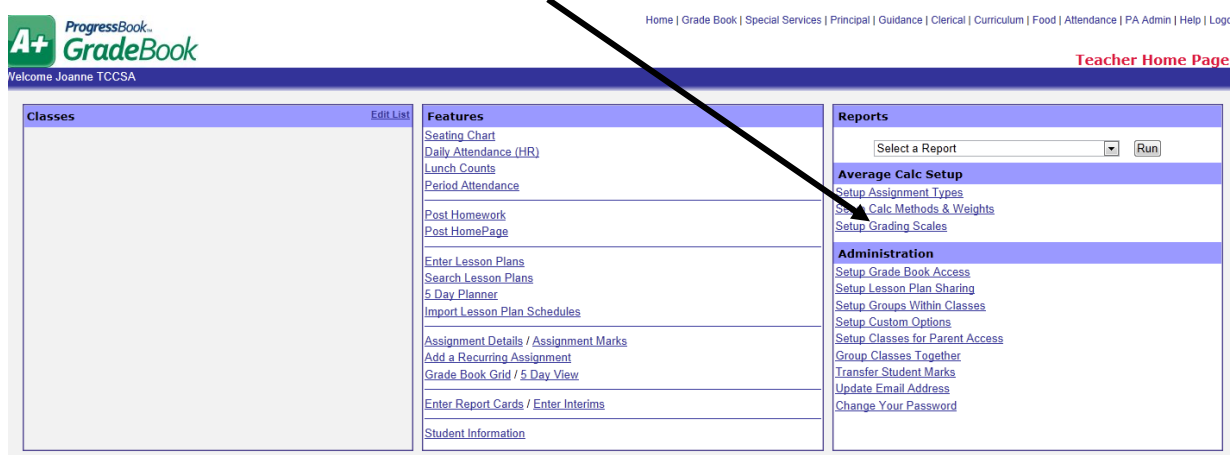 Home | Grade Book | Special Services | Principal | Guidance | Clerical | Curriculum | Food | Attendance | PA Admin | Help |
A+ ProgressBook
GradeBook
Teacher Home Page
Welcome Joanne TCCSA
Classes Edit List
Features
Seating Chart
Daily Attendance (HR)
Lunch Counts
Period Attendance
Post Homework
Post HomePage
Enter Lesson Plans
Search Lesson Plans
5 Day Planner
Import Lesson Plan Schedules
Assignment Details / Assignment Marks
Add a Recurring Assignment
Grade Book Grid / 5 Day View
Enter Report Cards / Enter Interims
Student Information
Reports
Select a Report Run
Average Calc Setup
Setup Assignment Types
Calc Methods & Weights
Setup Grading Scales
Administration
Setup Grade Book Access
Setup Lesson Plan Sharing
Setup Groups Within Classes
Setup Custom Options
Setup Classes for Parent Access
Group Classes Together
Transfer Student Marks
Update Email Address
Change Your Password